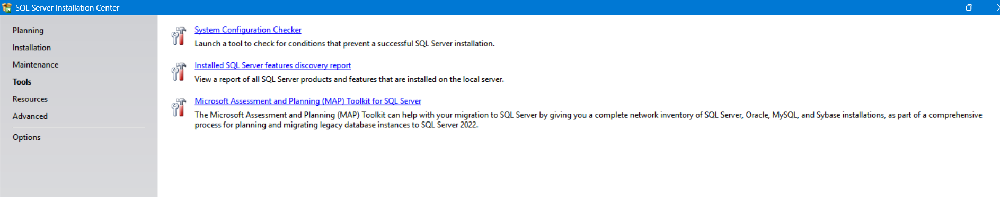 SQL Server Installation Center
Planning
Installation
Maintenance
Tools
Resources
Advanced
Options
System Configuration Checker
Launch a tool to check for conditions that prevent a successful SQL Server installation.
Installed SQL Server features discovery report
View a report of all SQL Server products and features that are installed on the local server.
Microsoft Assessment and Planning (MAP) Toolkit for SQL Server
The Microsoft Assessment and Planning (MAP) Toolkit can help with your migration to SQL Server by giving you a complete network inventory of SQL Server, Oracle, MySQL, and Sybase installations, as part of a comprehensive
process for planning and migrating legacy database instances to SQL Server 2022.